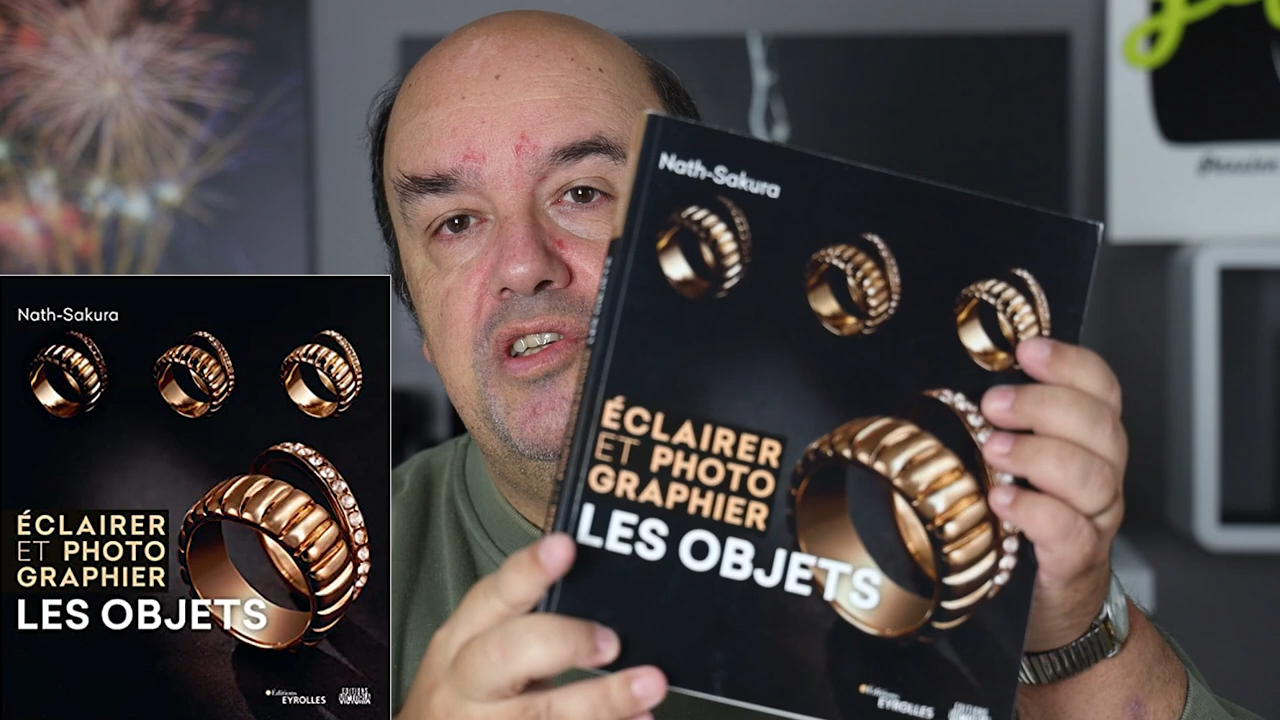 Nath-Sakura
ÉCLAIRER
ET PHOTO
GRAPHIER
LES OBJETS
Éditions
EYROLLES
Nath-Sakura
ÉCLAIRER
ET PHOTO
GRAPHIER
LES OBJETS
Éditions
EYROLLES